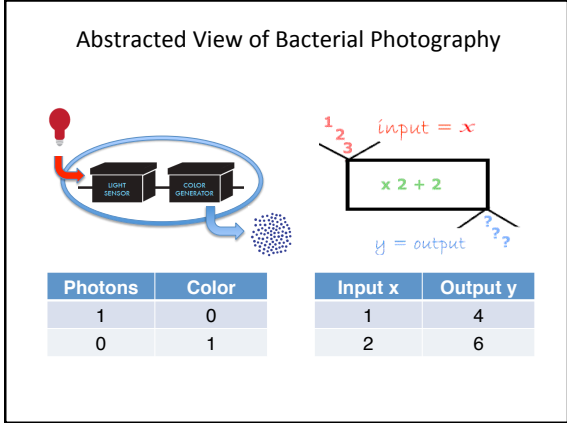 Abstracted View of Bacterial Photography
LIGHT
SENSOR
COLOR
GENERATOR
1
2
3
input = x
x 2 + 2
y = output
?
?
?
Photons Color
1 0
0 1
Input x Output y
1 4
2 6